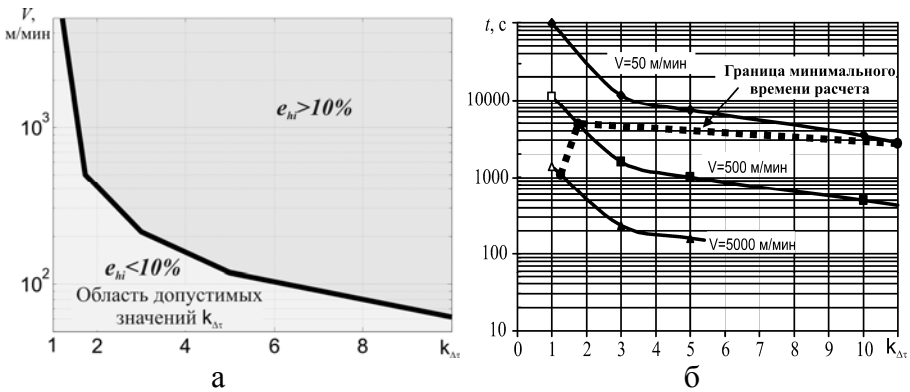 V,
м/мин
10³
10²
e_hi>10%
e_hi<10%
Область допустимых
значений k_Δτ
1 2 4 6 8 k_Δτ
а
t, с
10000
1000
100
10
V=50 м/мин
Граница минимального
времени расчета
V=500 м/мин
V=5000 м/мин
0 1 2 3 4 5 6 7 8 9 10 k_Δτ
б